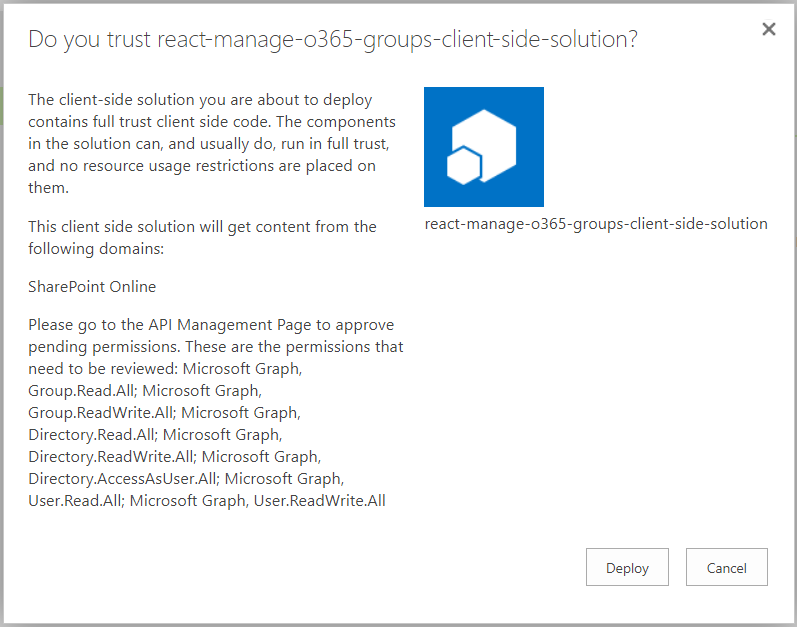 Do you trust react-manage-o365-groups-client-side-solution?
The client-side solution you are about to deploy
contains full trust client side code. The components
in the solution can, and usually do, run in full trust,
and no resource usage restrictions are placed on
them.
react-manage-o365-groups-client-side-solution
This client side solution will get content from the
following domains:
SharePoint Online
Please go to the API Management Page to approve
pending permissions. These are the permissions that
need to be reviewed: Microsoft Graph,
Group.Read.All; Microsoft Graph,
Group.ReadWrite.All; Microsoft Graph,
Directory.Read.All; Microsoft Graph,
Directory.ReadWrite.All; Microsoft Graph,
Directory.AccessAsUser.All; Microsoft Graph,
User.Read.All; Microsoft Graph, User.ReadWrite.All
Deploy
Cancel